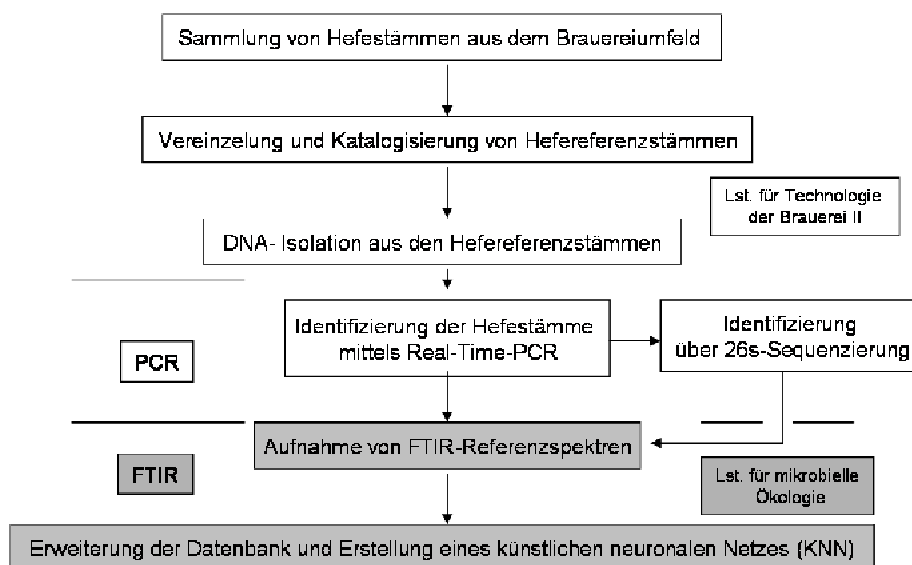 Sammlung von Hefestämmen aus dem Brauereiumfeld
Vereinzelung und Katalogisierung von Hefereferenzstämmen
Lst. für Technologie
der Brauerei II
DNA- Isolation aus den Hefereferenzstämmen
Identifizierung der Hefestämme
mittels Real-Time-PCR
Identifizierung
über 26s-Sequenzierung
PCR
Aufnahme von FTIR-Referenzspektren
FTIR
Lst. für mikrobielle
Ökologie
Erweiterung der Datenbank und Erstellung eines künstlichen neuronalen Netzes (KNN)